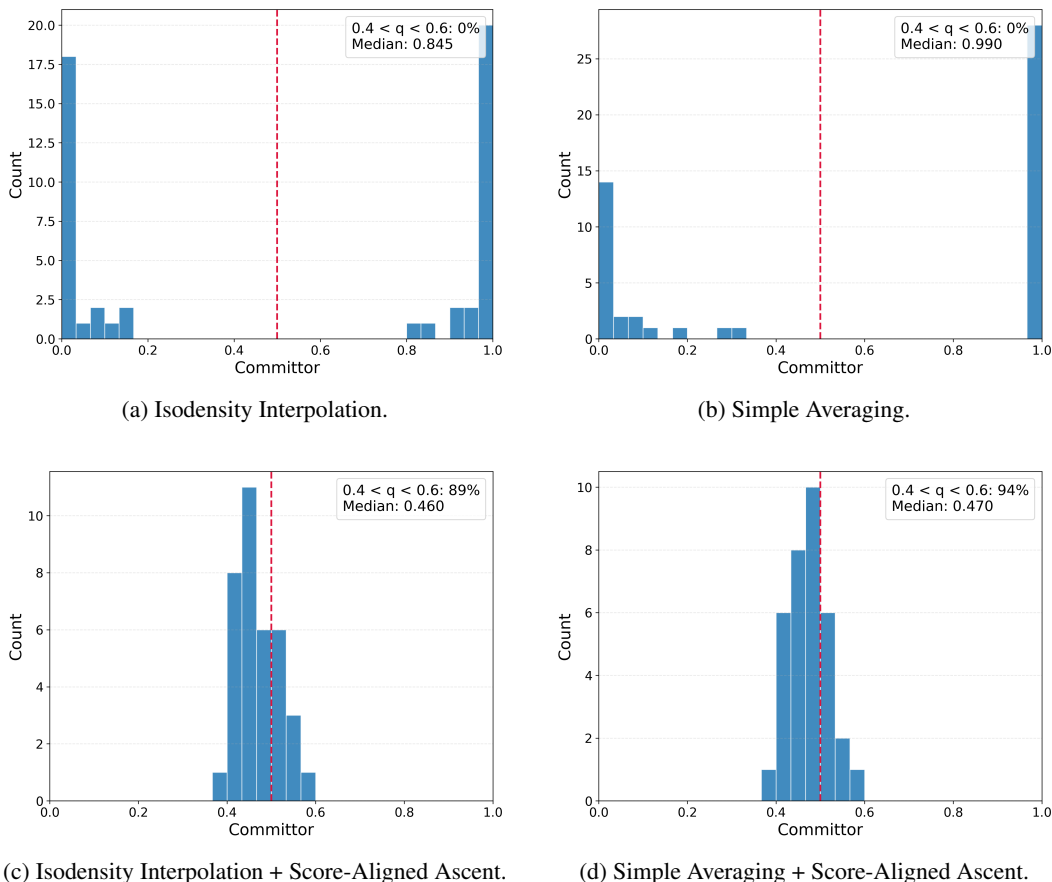 20.0
17.5
15.0
12.5
10.0
7.5
5.0
2.5
0.0
Count
0.4 < q < 0.6: 0%
Median: 0.845
0.0 0.2 0.4 0.6 0.8 1.0
Committor
(a) Isodensity Interpolation.
25
20
15
10
5
0
Count
0.4 < q < 0.6: 0%
Median: 0.990
0.0 0.2 0.4 0.6 0.8 1.0
Committor
(b) Simple Averaging.
10
8
6
4
2
0
Count
0.4 < q < 0.6: 89%
Median: 0.460
0.0 0.2 0.4 0.6 0.8 1.0
Committor
(c) Isodensity Interpolation + Score-Aligned Ascent.
10
8
6
4
2
0
Count
0.4 < q < 0.6: 94%
Median: 0.470
0.0 0.2 0.4 0.6 0.8 1.0
Committor
(d) Simple Averaging + Score-Aligned Ascent.